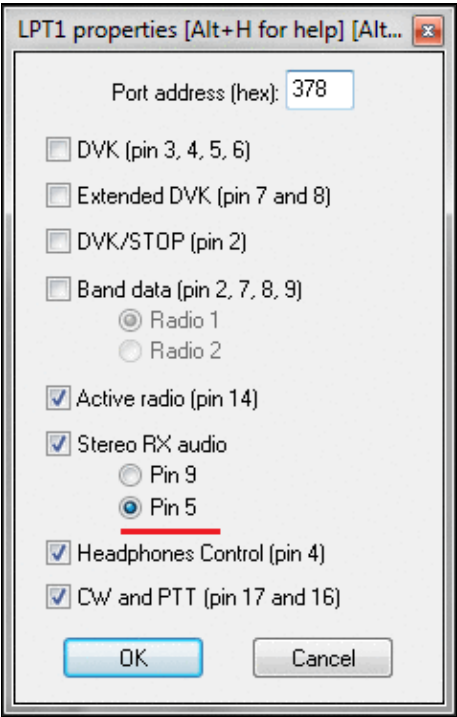 LPT1 properties [Alt+H for help] [Alt...
Port address (hex): 378
DVK (pin 3, 4, 5, 6)
Extended DVK (pin 7 and 8)
DVK/STOP (pin 2)
Band data (pin 2, 7, 8, 9)
Radio 1
Radio 2
Active radio (pin 14)
Stereo RX audio
Pin 9
Pin 5
Headphones Control (pin 4)
CW and PTT (pin 17 and 16)
OK Cancel